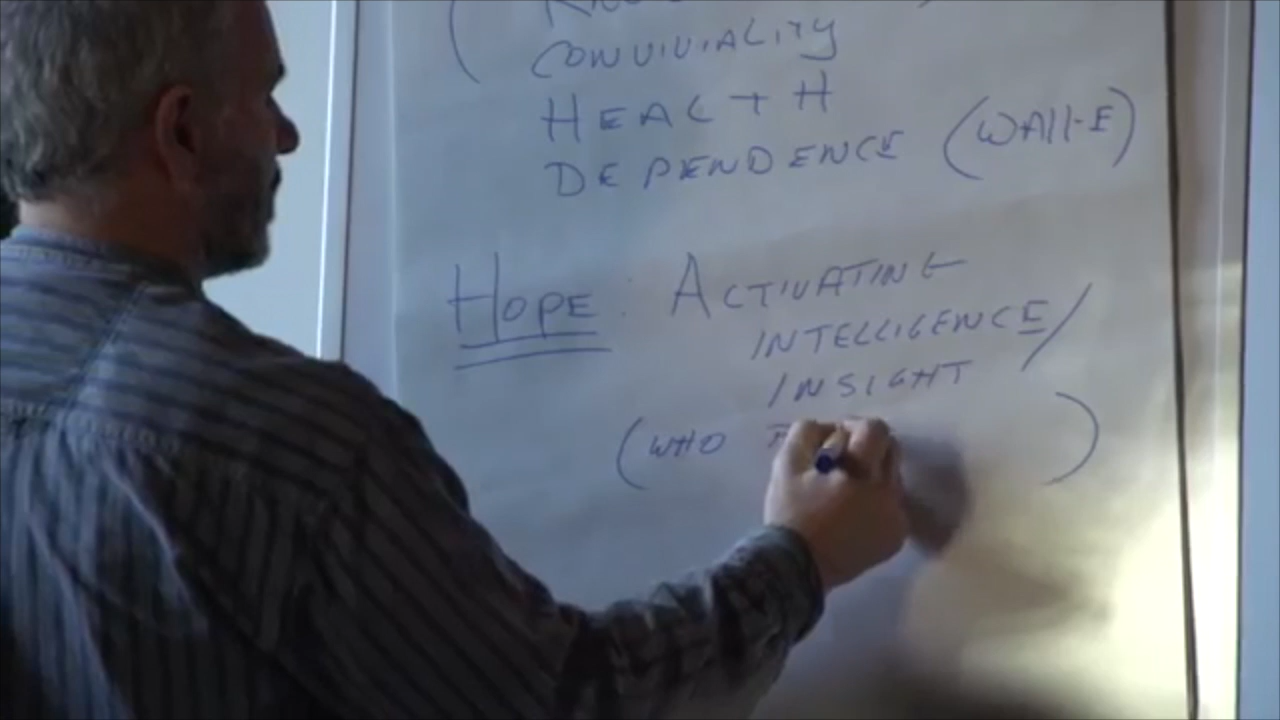 CONVIVIALITY
HEALTH
DEPENDENCE (WAll-E)
HOPE: ACTIVATING
INTELLIGENCE/
INSIGHT
(WHO )